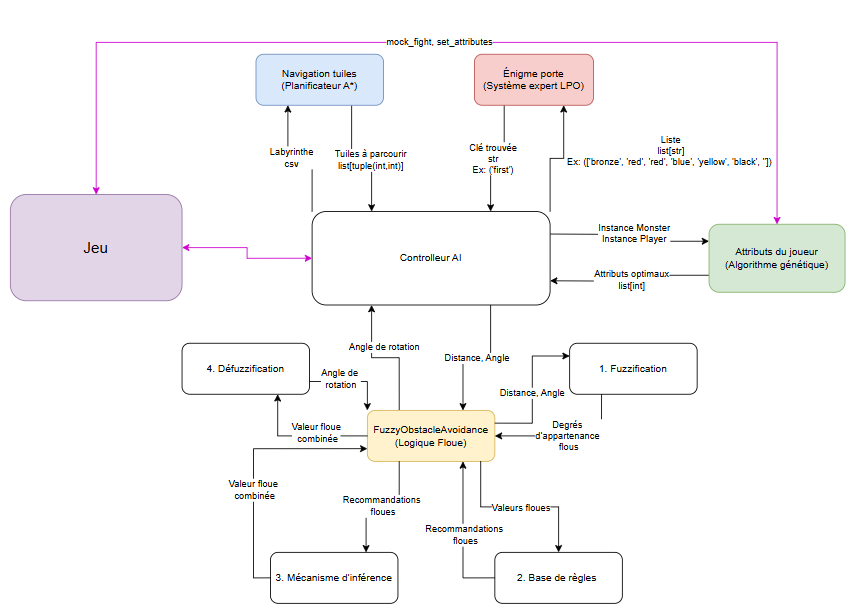 mock_fight, set_attributes
Navigation tuiles
(Planificateur A*)
Énigme porte
(Système expert LPO)
Labyrinthe
csv
Tuiles à parcourir
list[tuple(int,int)]
Clé trouvée
str
Ex: ('first')
Liste
list[str]
Ex: (['bronze', 'red', 'red', 'blue', 'yellow', 'black', ''])
Jeu
Controlleur AI
Instance Monster
Instance Player
Attributs optimaux
list[int]
Attributs du joueur
(Algorithme génétique)
Angle de rotation
Distance, Angle
4. Défuzzification
Angle de
rotation
1. Fuzzification
Distance, Angle
FuzzyObstacleAvoidance
(Logique Floue)
Valeur floue
combinée
Degrés
d'appartenance
flous
Valeur floue
combinée
Recommandations
floues
Recommandations
floues
Valeurs floues
3. Mécanisme d'inférence
2. Base de règles